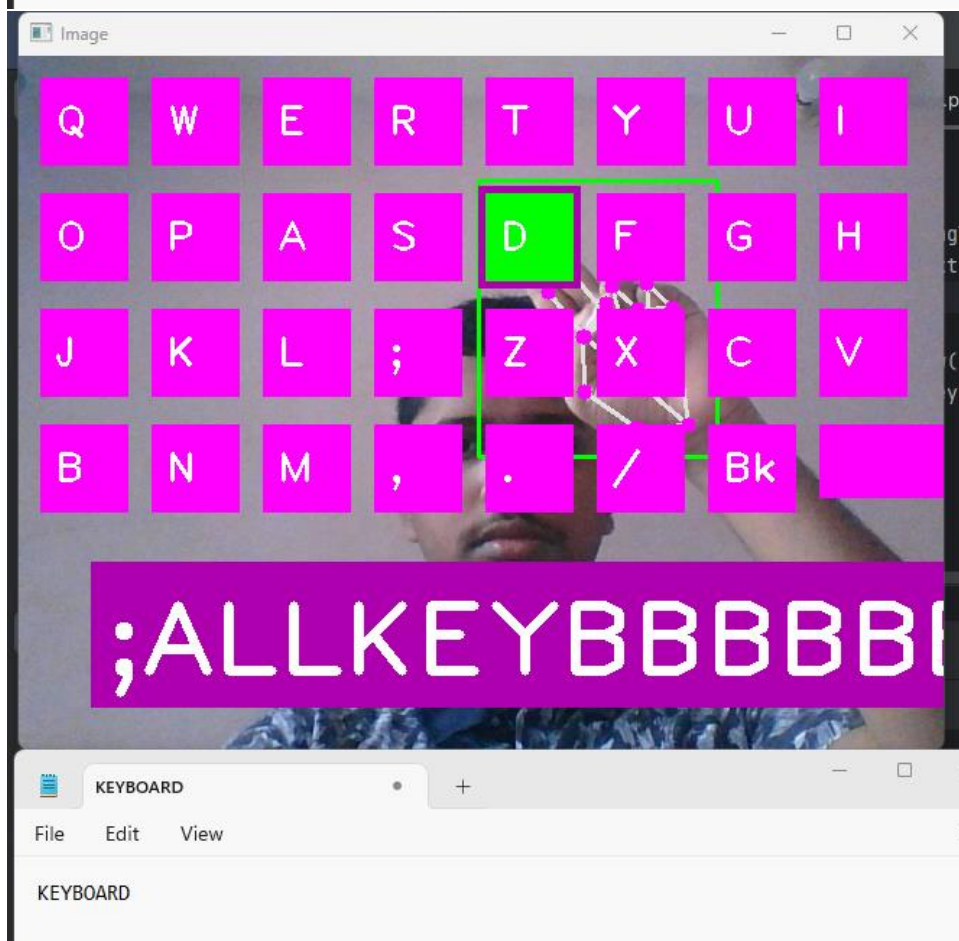 Image
Q W E R T Y U I
O P A S D F G H
J K L ; Z X C V
B N M , . / Bk
;ALLKEYBBBBB
KEYBOARD
File Edit View
KEYBOARD